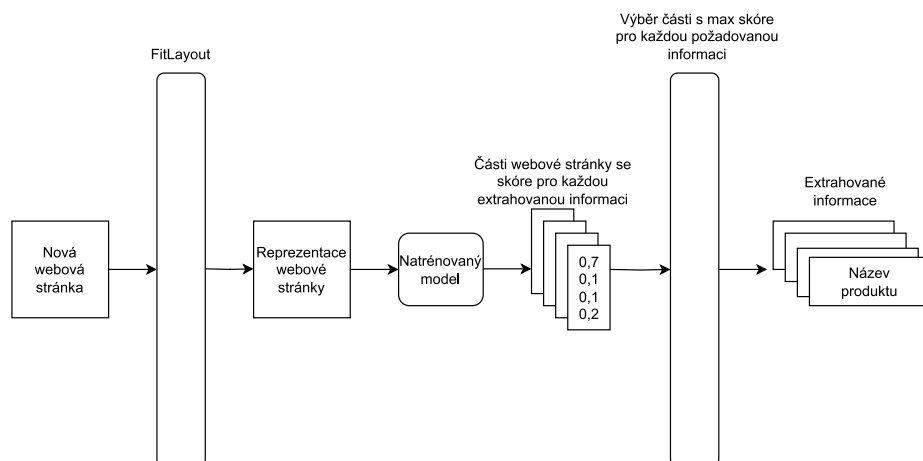 FitLayout
Výběr části s max skóre
pro každou požadovanou
informaci
Části webové stránky se
skóre pro každou
extrahovanou informaci
Extrahované
informace
Nová
webová
stránka
Reprezentace
webové
stránky
Natrénovaný
model
0,7
0,1
0,1
0,2
Název
produktu